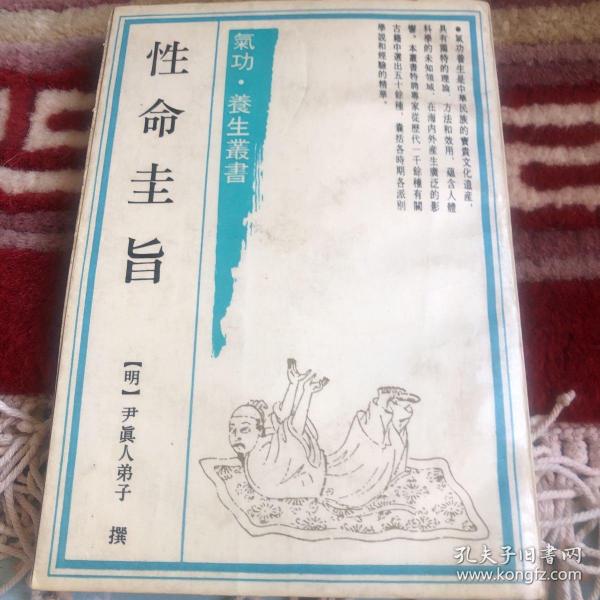 ●氣功養生是中華民族的寶貴文化遺産，
具有獨特的理論、方法和效用，蘊含人體
科學的未知領域，在海内外産生廣泛的影
響。本叢書特聘專家從歷代一千餘種有關
古籍中選出五十餘種，囊括各時期各派别
學説和經驗的精華。
氣功·養生叢書
性命圭旨
【明】尹眞人弟子 撰
孔夫子旧书网
www.kongfz.com